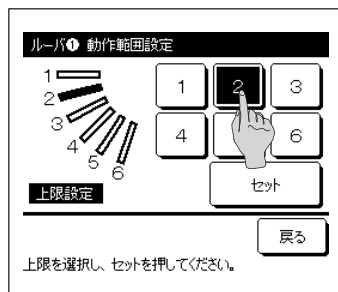 ルーバ❶ 動作範囲設定
1
2
3
4
5
6
1 2 3
4 6
上限設定
セット
戻る
上限を選択し、セットを押してください。